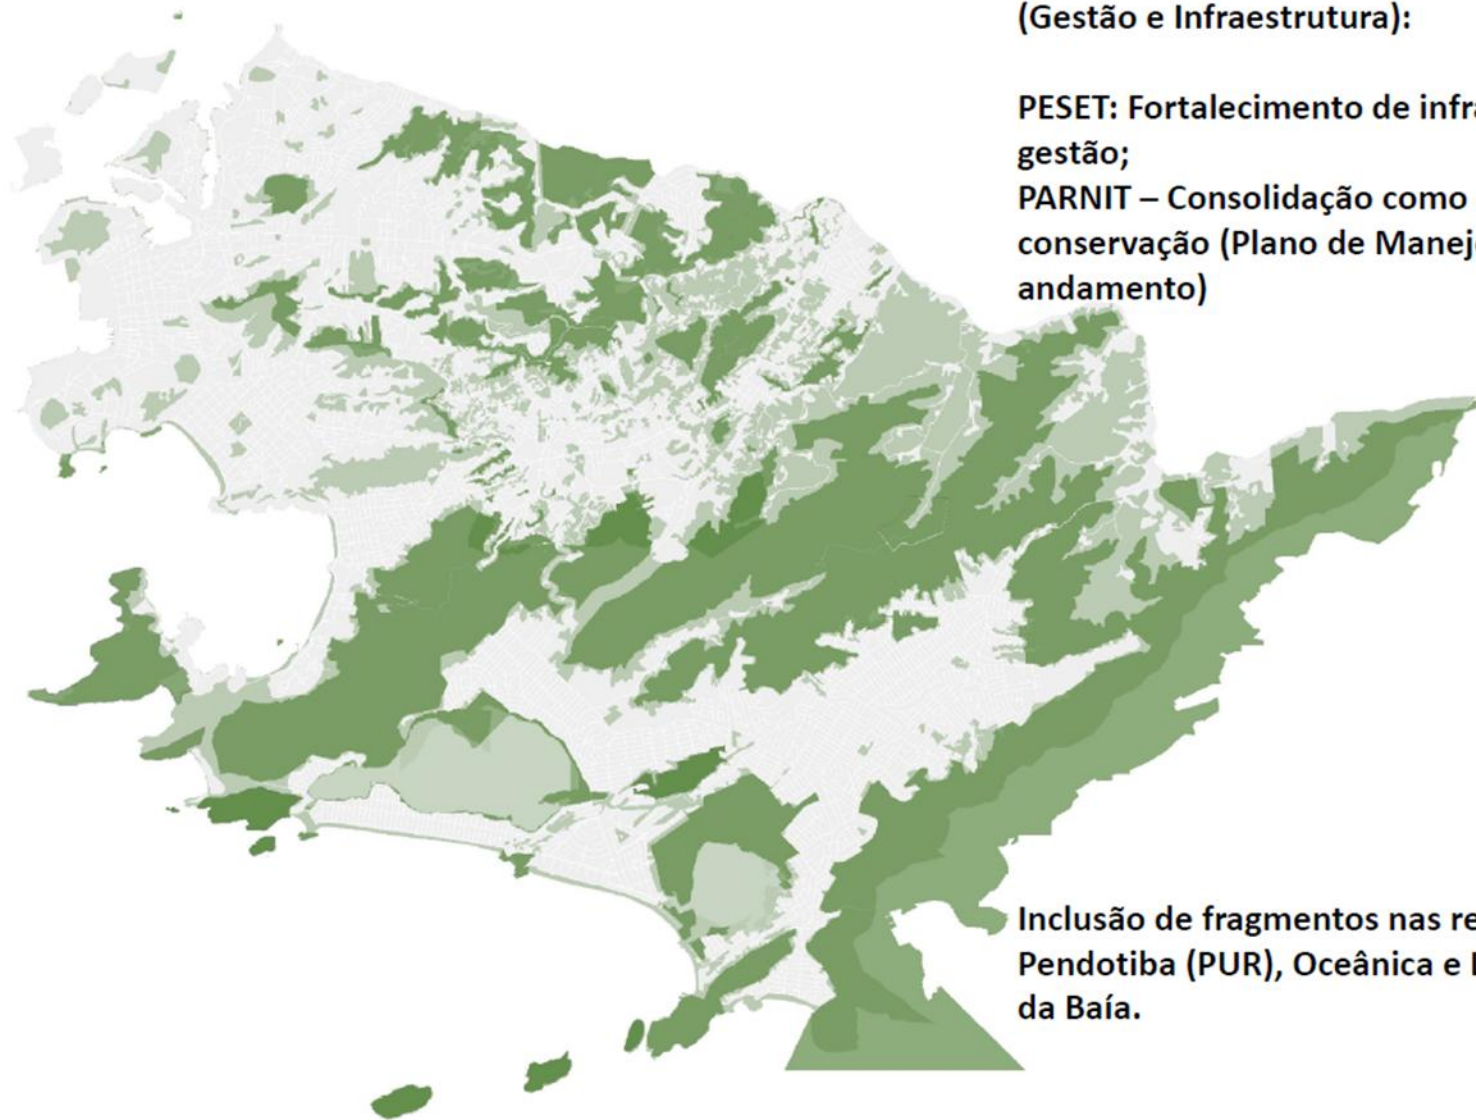 (Gestão e Infraestrutura):
PESET: Fortalecimento de infra
gestão;
PARNIT – Consolidação como
conservação (Plano de Manej
andamento)
Inclusão de fragmentos nas re
Pendotiba (PUR), Oceânica e
da Baía.